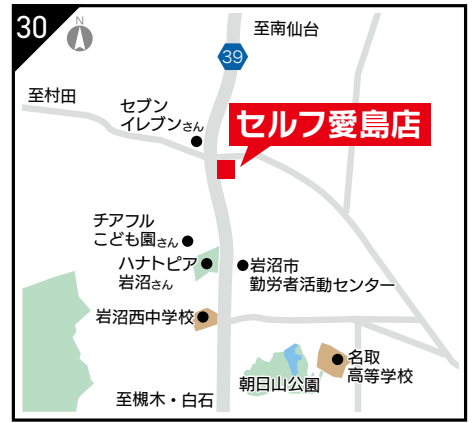 30
N
至南仙台
39
至村田
セブン
イレブンさん
セルフ愛島店
チアフル
こども園さん
ハナトピア
岩沼さん
岩沼市
勤労者活動センター
岩沼西中学校
名取
高等学校
朝日山公園
至槻木・白石